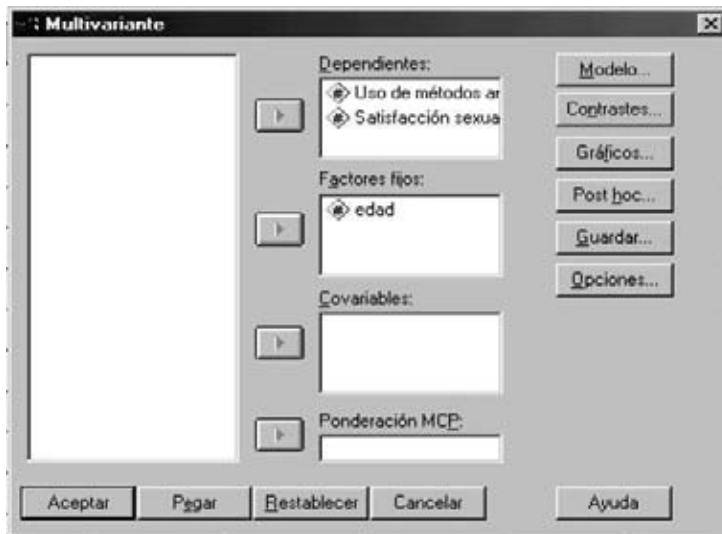 Multivariante
Dependientes:
Uso de métodos ar
Satisfacción sexua
Factores fijos:
edad
Covariables:
Ponderación MCP:
Modelo...
Contrastes...
Gráficos...
Post hoc...
Guardar...
Opciones...
Aceptar
Pegar
Restablecer
Cancelar
Ayuda